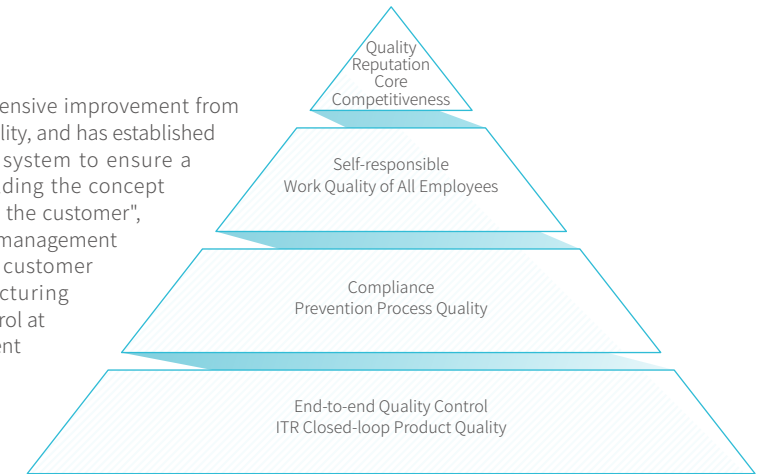 Quality
Reputation
Core
Competitiveness
ensive improvement from
lity, and has established
system to ensure a
ding the concept
the customer",
management
customer
cturing
rol at
ent
Self-responsible
Work Quality of All Employees
Compliance
Prevention Process Quality
End-to-end Quality Control
ITR Closed-loop Product Quality